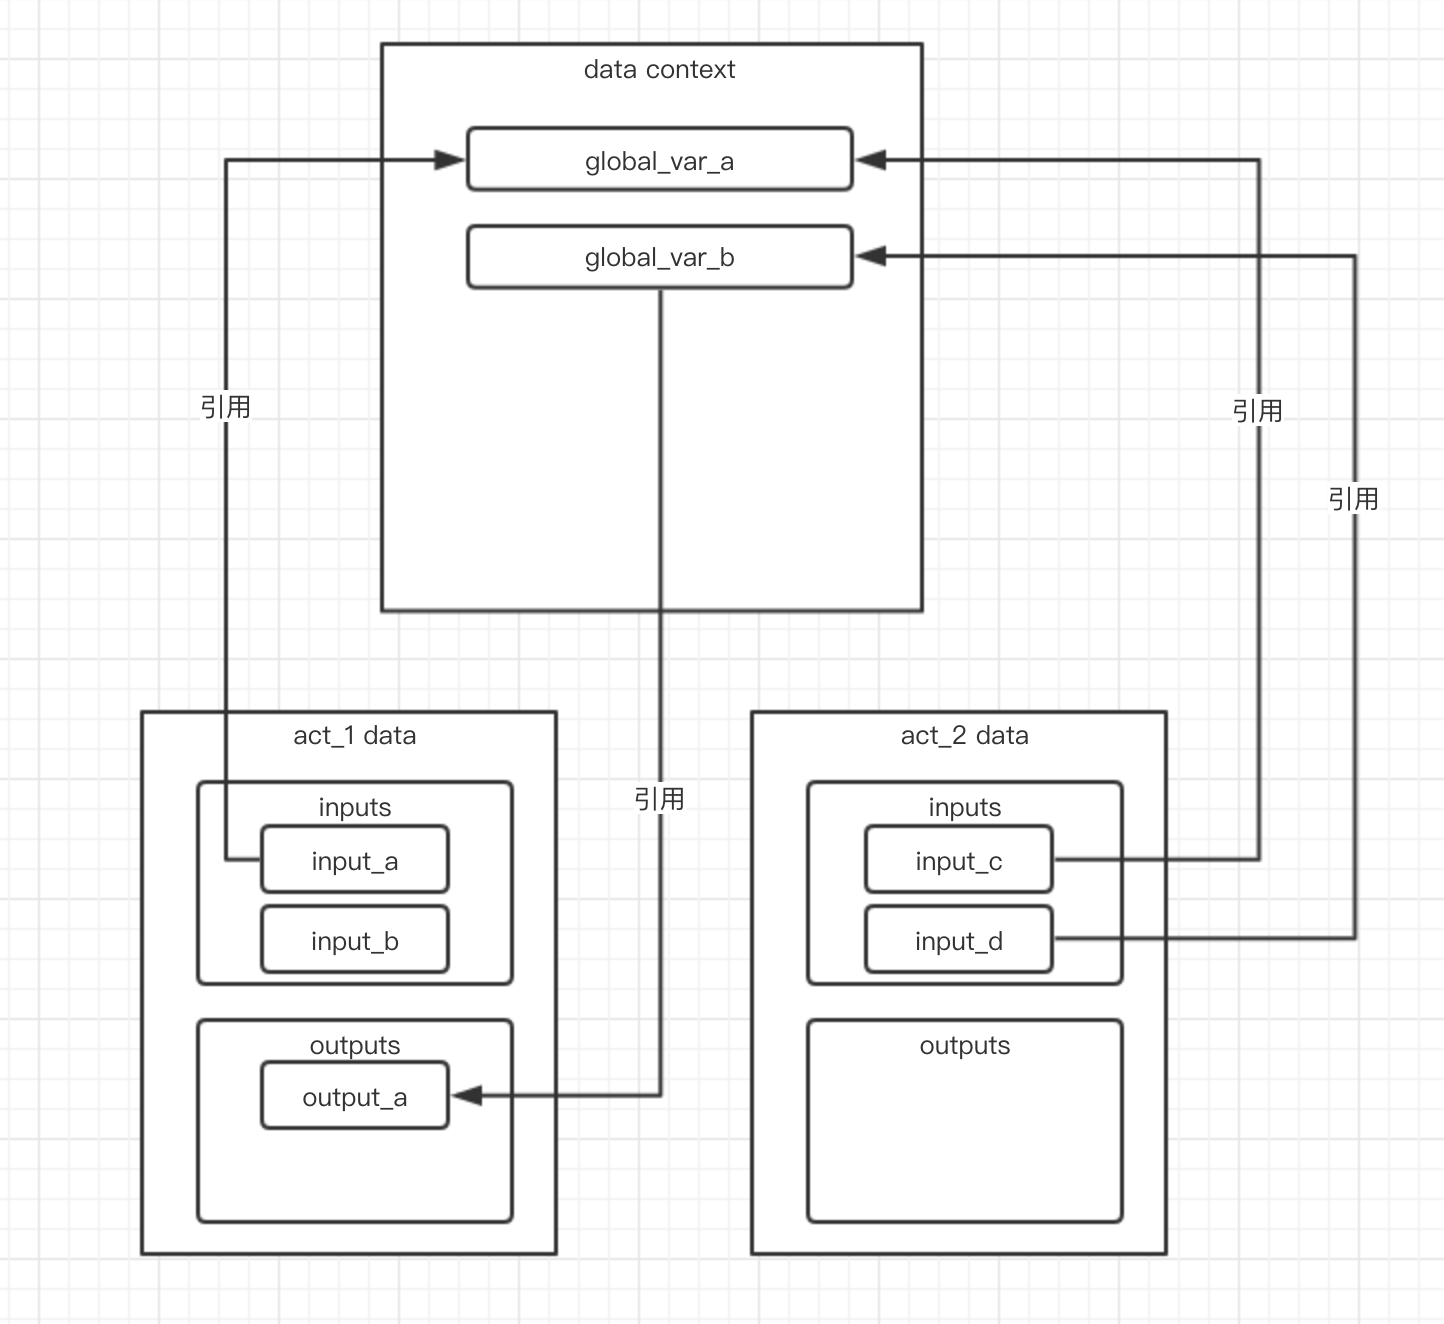 data context
global_var_a
global_var_b
引用
引用
引用
引用
act_1 data
inputs
input_a
input_b
outputs
output_a
act_2 data
inputs
input_c
input_d
outputs